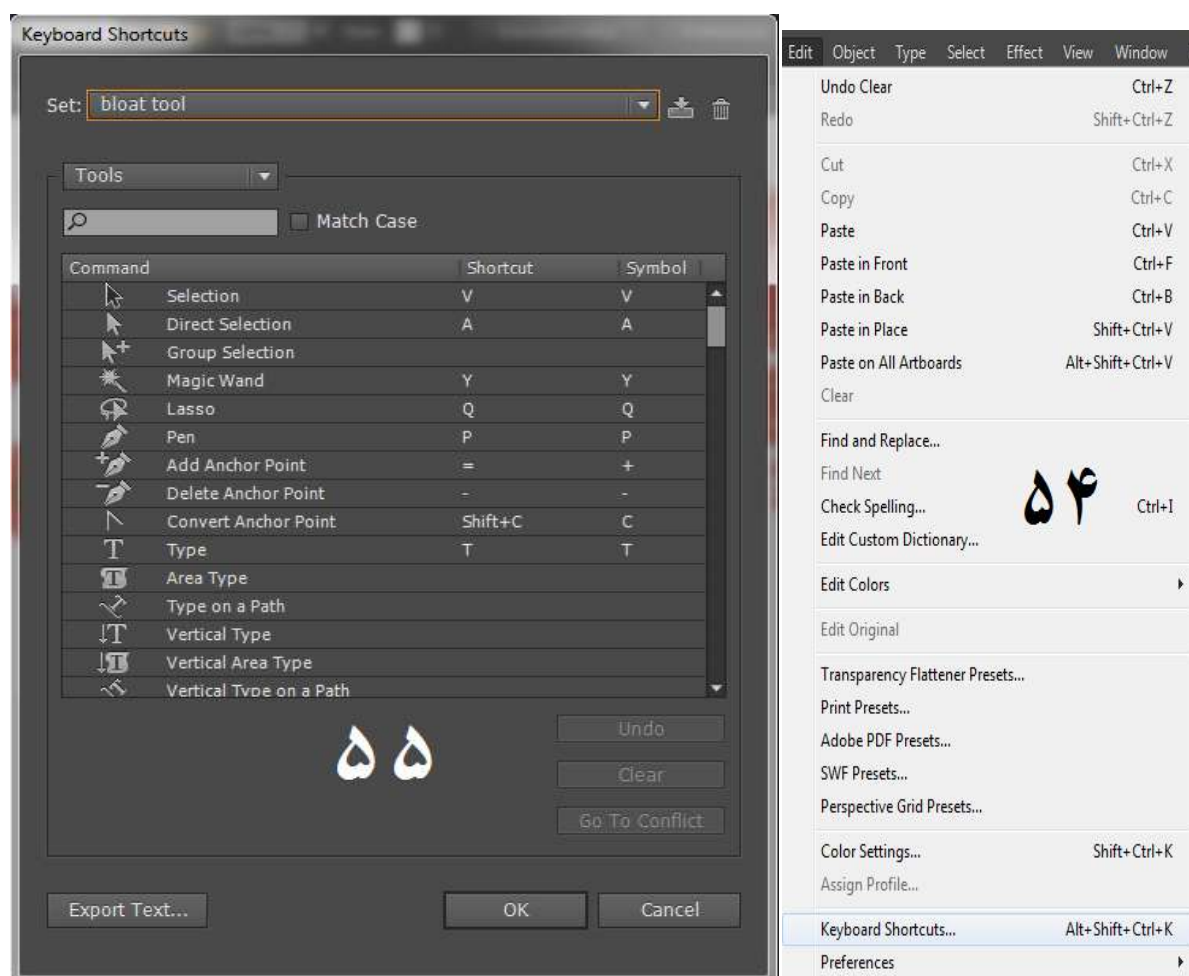 Keyboard Shortcuts
Set: bloat tool
Tools
Match Case
Command Shortcut Symbol
Selection V V
Direct Selection A A
Group Selection
Magic Wand Y Y
Lasso Q Q
Pen P P
Add Anchor Point = +
Delete Anchor Point - -
Convert Anchor Point Shift+C C
T Type T T
T Area Type
Type on a Path
T Vertical Type
T Vertical Area Type
Vertical Type on a Path
۵۵
Undo
Clear
Go To Conflict
Export Text... OK Cancel
Edit Object Type Select Effect View Window
Undo Clear Ctrl+Z
Redo Shift+Ctrl+Z
Cut Ctrl+X
Copy Ctrl+C
Paste Ctrl+V
Paste in Front Ctrl+F
Paste in Back Ctrl+B
Paste in Place Shift+Ctrl+V
Paste on All Artboards Alt+Shift+Ctrl+V
Clear
Find and Replace...
Find Next
۵۴
Check Spelling... Ctrl+I
Edit Custom Dictionary...
Edit Colors
Edit Original
Transparency Flattener Presets...
Print Presets...
Adobe PDF Presets...
SWF Presets...
Perspective Grid Presets...
Color Settings... Shift+Ctrl+K
Assign Profile...
Keyboard Shortcuts... Alt+Shift+Ctrl+K
Preferences